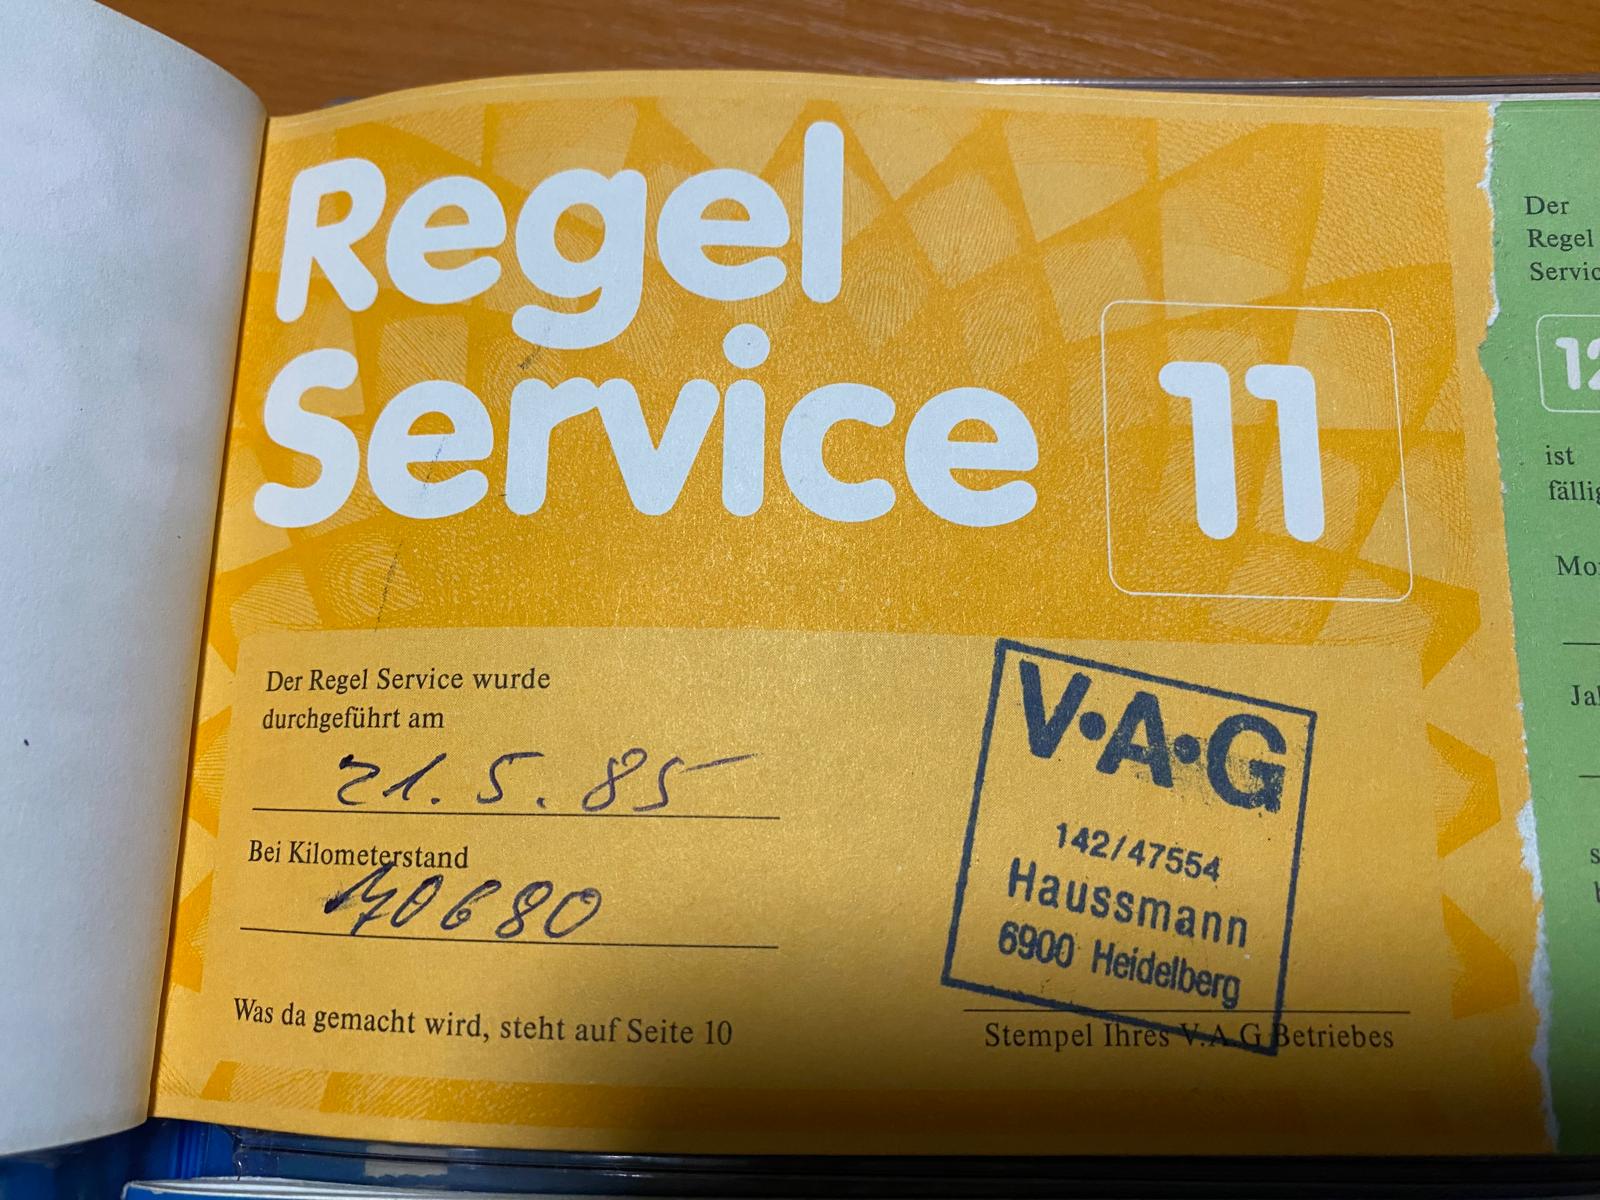 Regel
Service 11
Der Regel Service wurde
durchgeführt am
21.5.85
Bei Kilometerstand
Was da gemacht wird, steht auf Seite 10
V·A·G
142/47554
Haussmann
6900 Heidelberg
Stempel Ihres V.A.G Betriebes
Der
Regel
12
ist